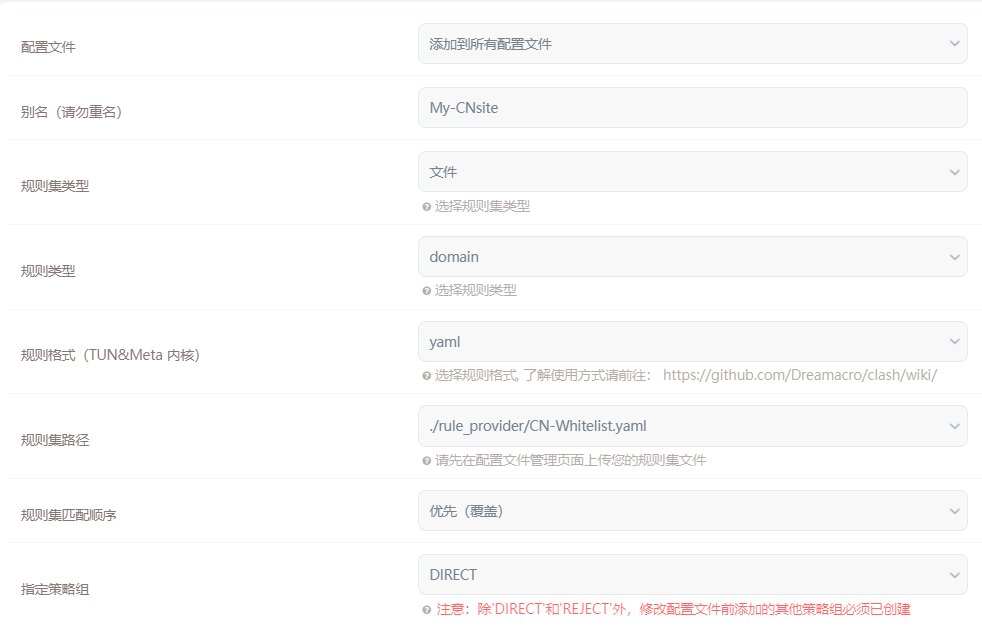 配置文件
添加到所有配置文件
别名（请勿重名）
My-CNsite
规则集类型
文件
选择规则集类型
规则类型
domain
选择规则类型
规则格式（TUN&Meta 内核）
yaml
选择规则格式, 了解使用方式请前往： https://github.com/Dreamacro/clash/wiki/
规则集路径
./rule_provider/CN-Whitelist.yaml
请先在配置文件管理页面上传您的规则集文件
规则集匹配顺序
优先（覆盖）
指定策略组
DIRECT
注意：除'DIRECT'和'REJECT'外，修改配置文件前添加的其他策略组必须已创建